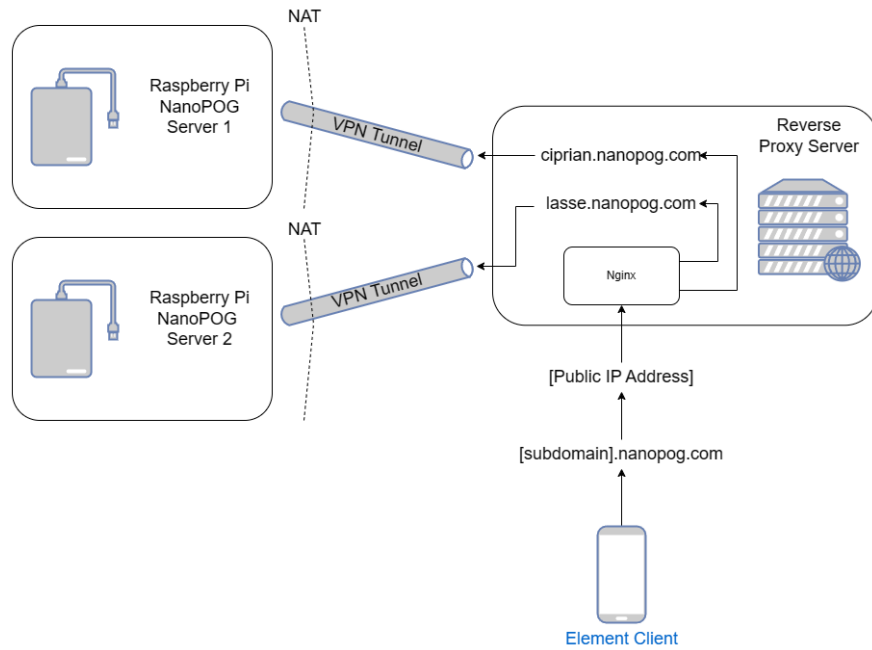 NAT
Raspberry Pi
NanoPOG
Server 1
VPN Tunnel
Reverse
Proxy Server
ciprian.nanopog.com
lasse.nanopog.com
NAT
Nginx
Raspberry Pi
NanoPOG
Server 2
VPN Tunnel
[Public IP Address]
[subdomain].nanopog.com
Element Client